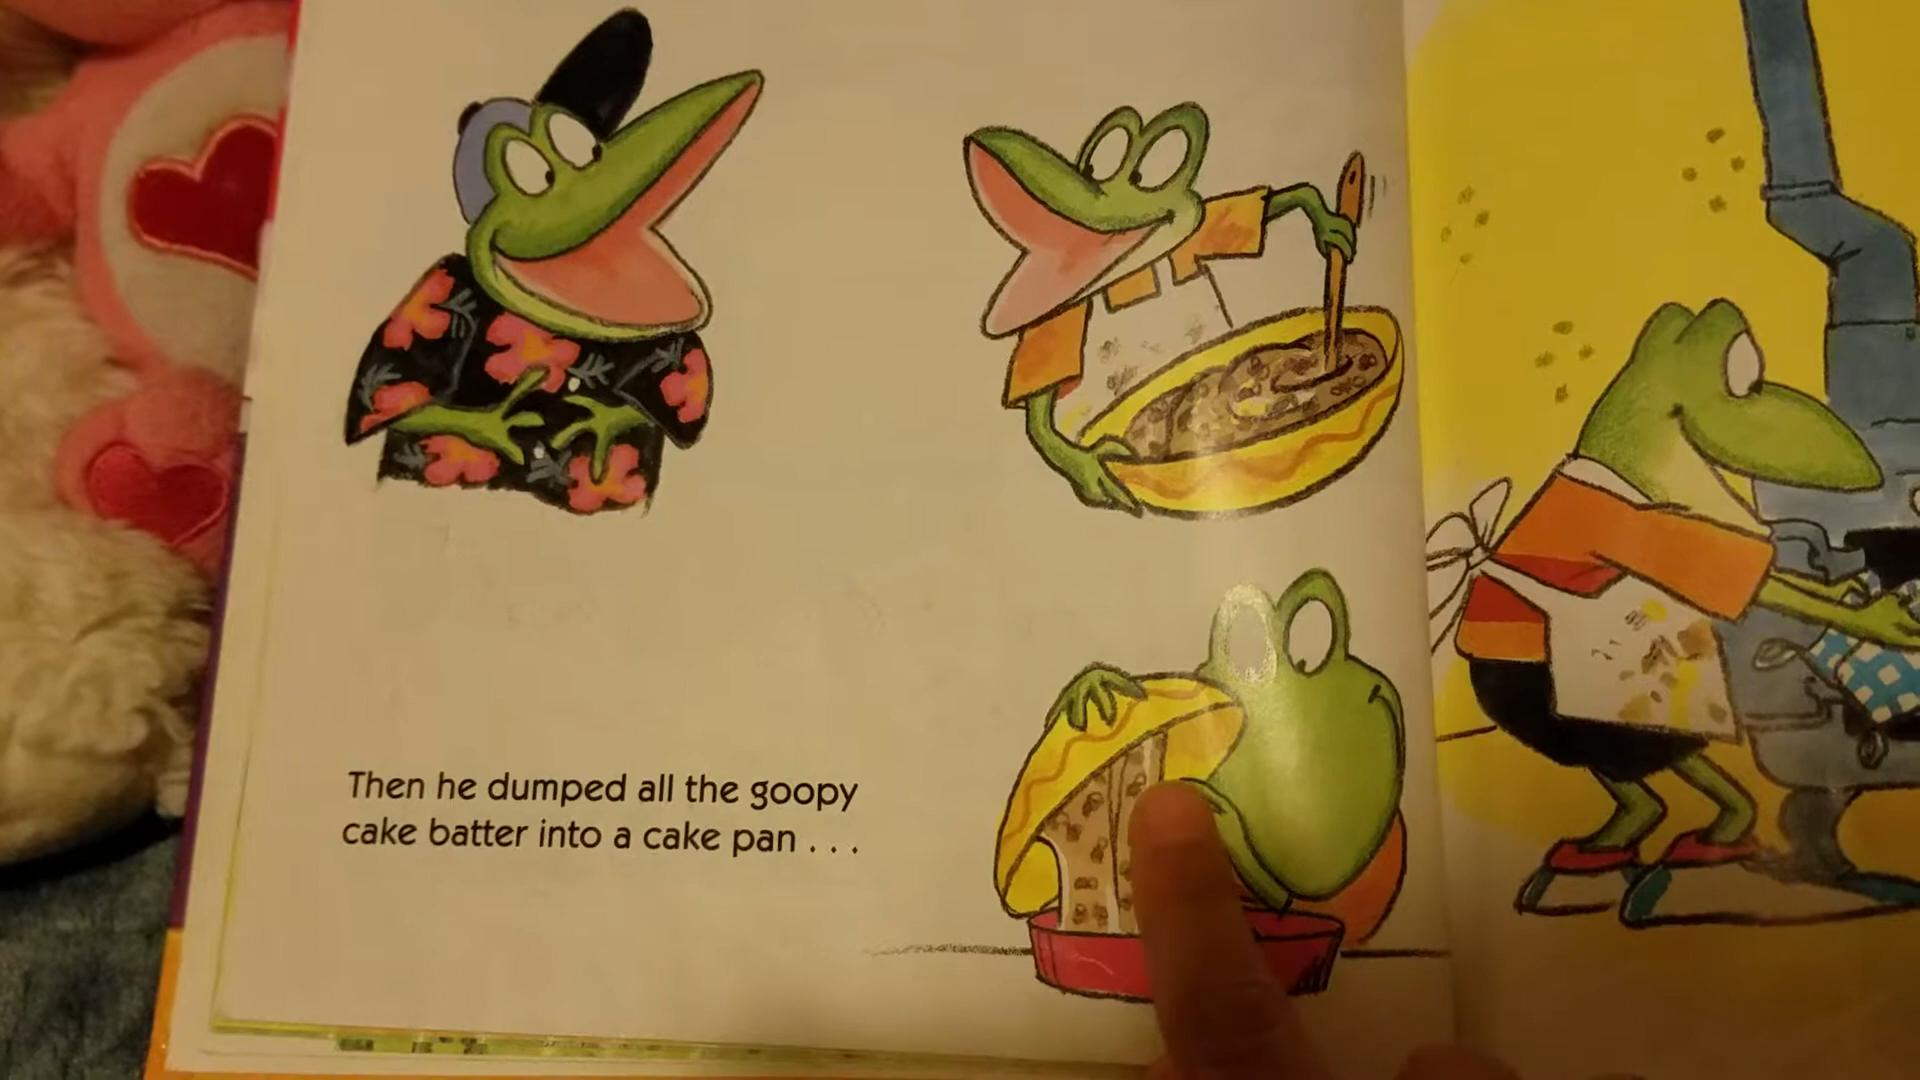 Then he dumped all the goopy
cake batter into a cake pan . . .